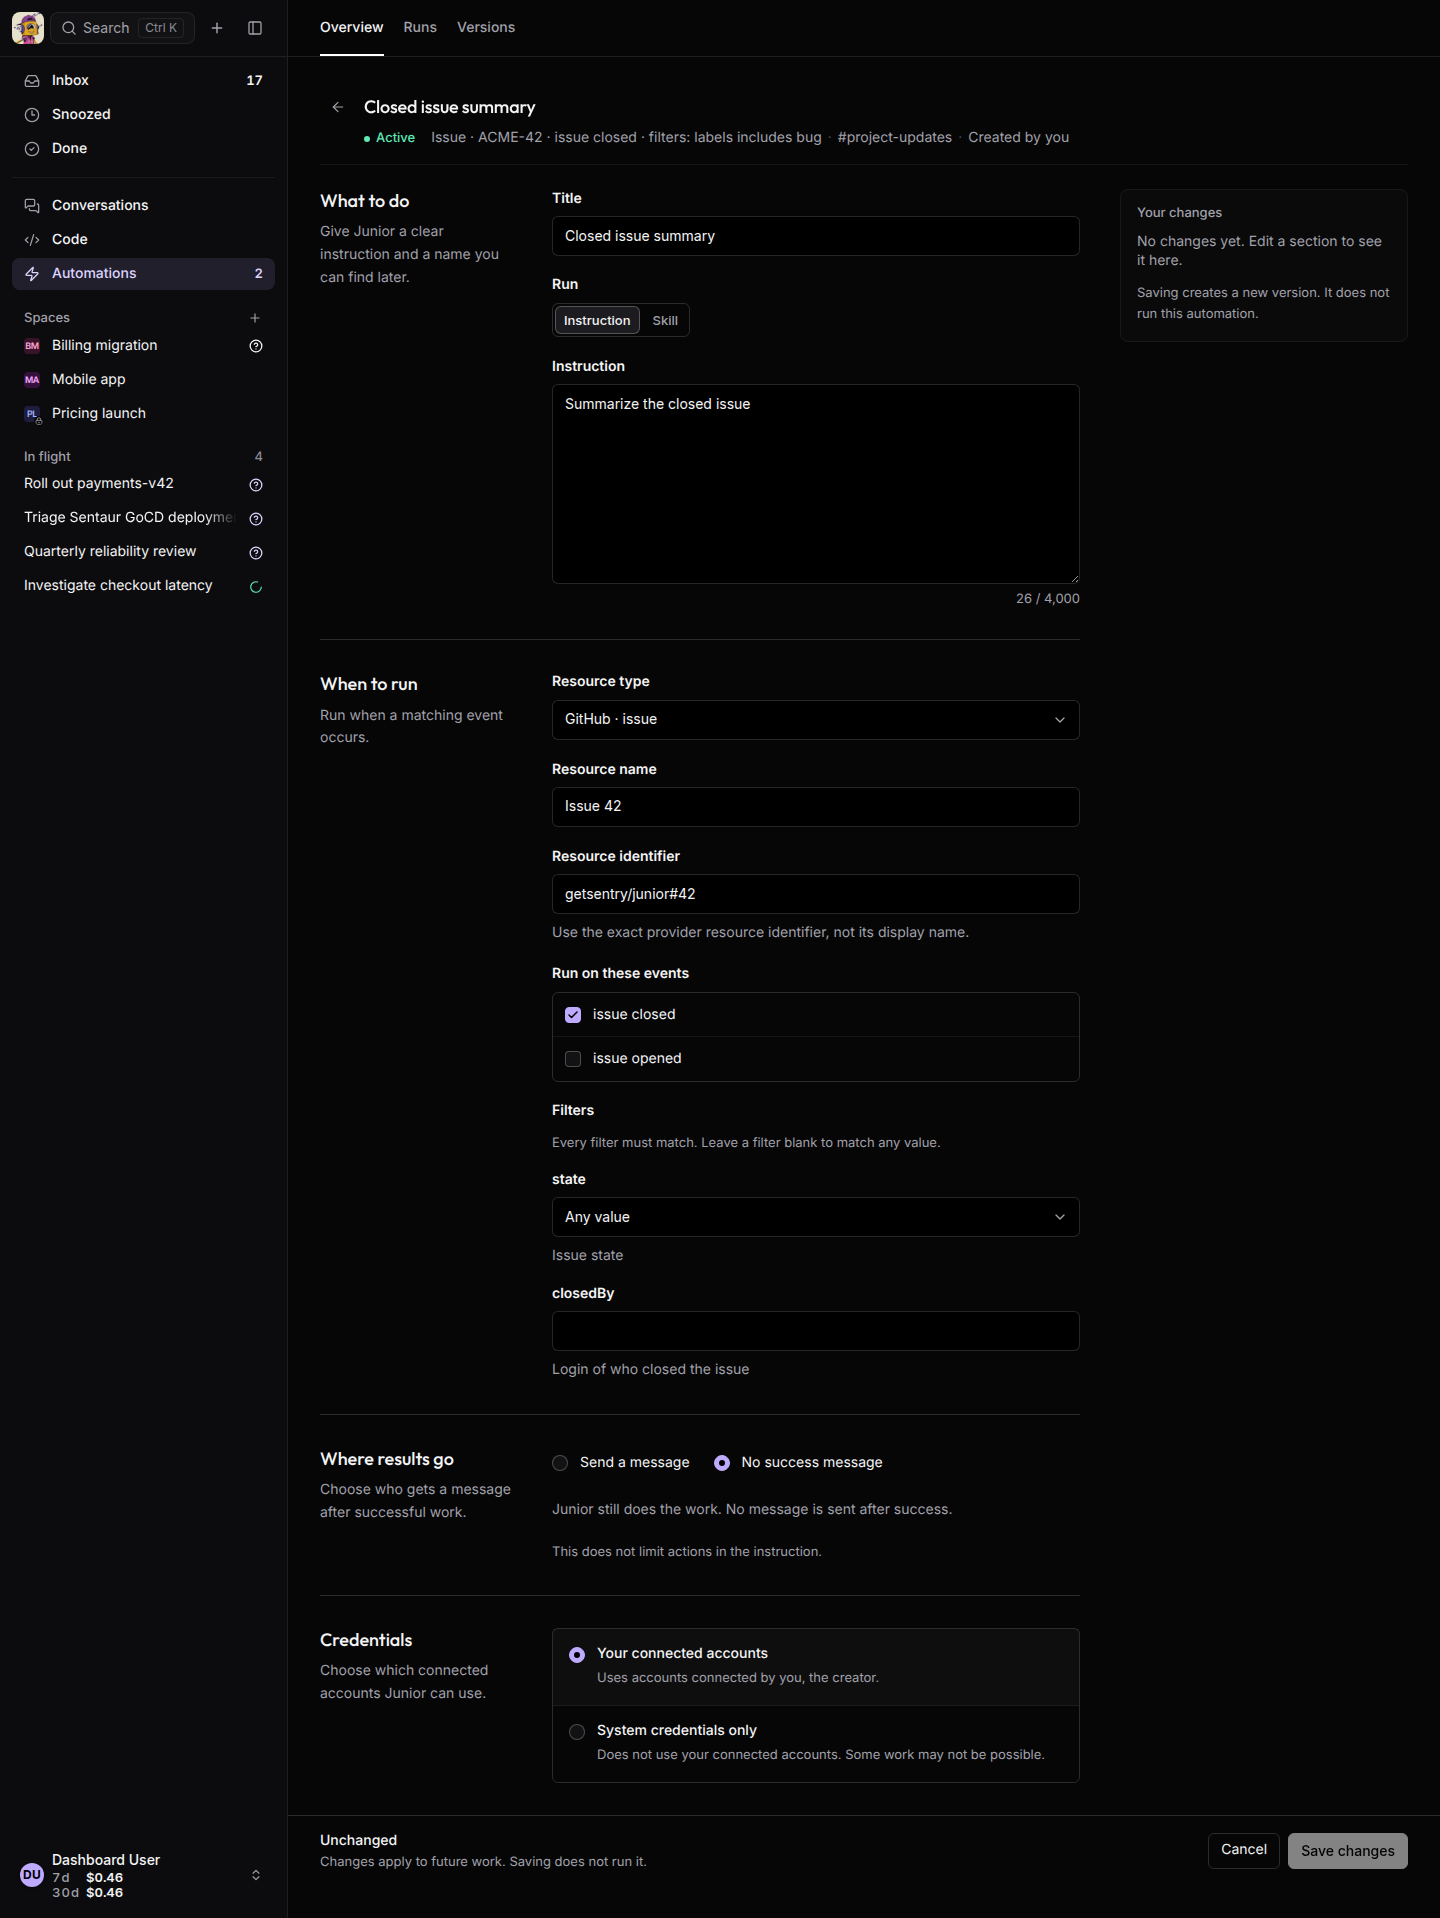 Search Ctrl K
Inbox 17
Snoozed
Done
Conversations
Code
Automations 2
Spaces
BM Billing migration
MA Mobile app
PL Pricing launch
In flight 4
Roll out payments-v42
Triage Sentaur GoCD deployme
Quarterly reliability review
Investigate checkout latency
DU Dashboard User
7d $0.46
30d $0.46
Overview Runs Versions
Closed issue summary
Active Issue · ACME-42 · issue closed · filters: labels includes bug · #project-updates · Created by you
What to do
Give Junior a clear
instruction and a name you
can find later.
Title
Closed issue summary
Run
Instruction Skill
Instruction
Summarize the closed issue
26 / 4,000
Your changes
No changes yet. Edit a section to see
it here.
Saving creates a new version. It does not
run this automation.
When to run
Run when a matching event
occurs.
Resource type
GitHub · issue
Resource name
Issue 42
Resource identifier
getsentry/junior#42
Use the exact provider resource identifier, not its display name.
Run on these events
issue closed
issue opened
Filters
Every filter must match. Leave a filter blank to match any value.
state
Any value
Issue state
closedBy
Login of who closed the issue
Where results go
Choose who gets a message
after successful work.
Send a message No success message
Junior still does the work. No message is sent after success.
This does not limit actions in the instruction.
Credentials
Choose which connected
accounts Junior can use.
Your connected accounts
Uses accounts connected by you, the creator.
System credentials only
Does not use your connected accounts. Some work may not be possible.
Unchanged
Changes apply to future work. Saving does not run it.
Cancel Save changes